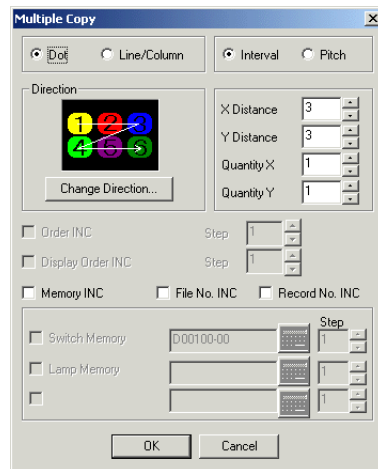 Multiple Copy
Dot Line/Column Interval Pitch
Direction
1 2 3
4 5 6
Change Direction...
X Distance 3
Y Distance 3
Quantity X 1
Quantity Y 1
Order INC Step 1
Display Order INC Step 1
Memory INC File No. INC Record No. INC
Step
Switch Memory D00100-00 1
Lamp Memory 1
1
OK Cancel